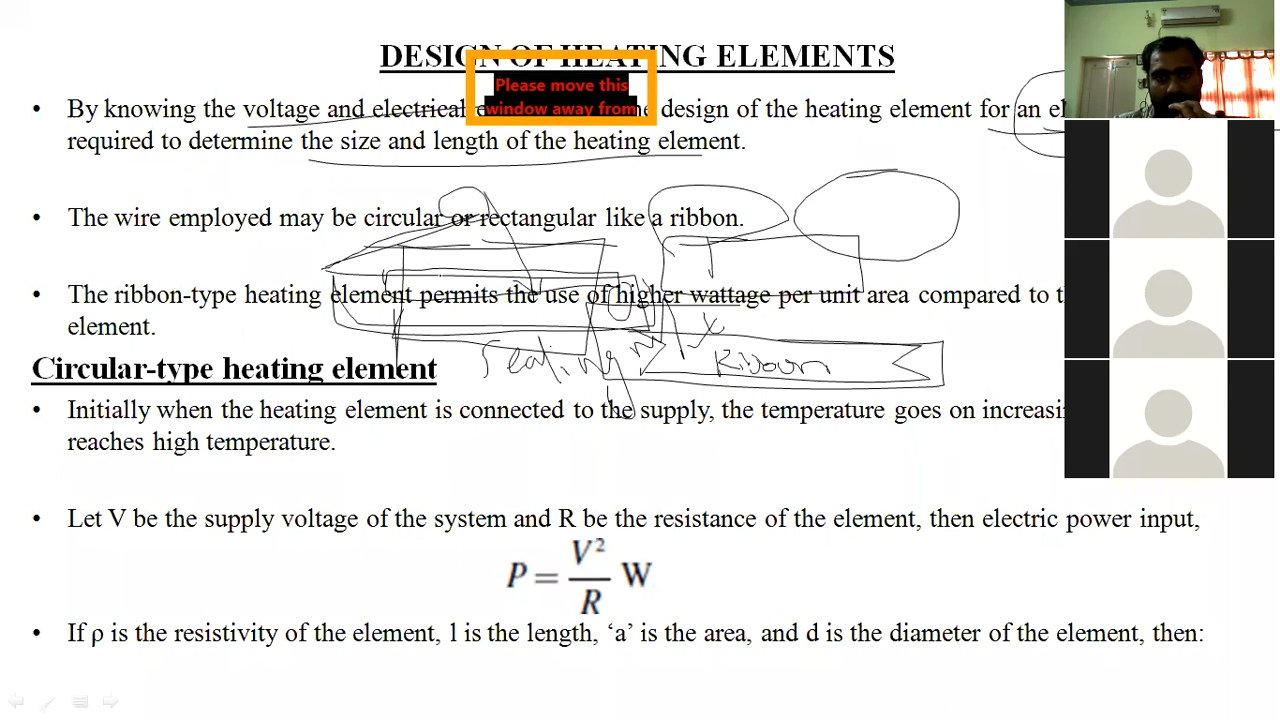 DESIGN OF HEATING ELEMENTS
Please move this
window away from
• By knowing the voltage and electrical design of the heating element for an
required to determine the size and length of the heating element.
• The wire employed may be circular or rectangular like a ribbon.
• The ribbon-type heating element permits the use of higher wattage per unit area compared to
element.
Seating
Ribbon
Circular-type heating element
• Initially when the heating element is connected to the supply, the temperature goes on
reaches high temperature.
• Let V be the supply voltage of the system and R be the resistance of the element, then electric power input,
P = V²/R W
• If ρ is the resistivity of the element, l is the length, ‘a’ is the area, and d is the diameter of the element, then: